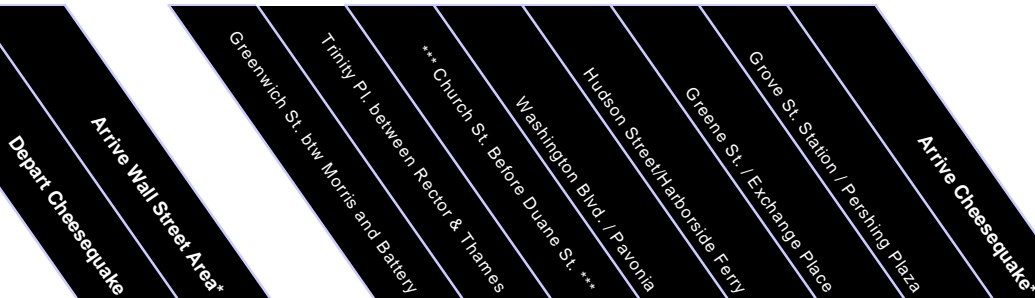 Depart Cheesequake
Arrive Wall Street Area*
Greenwich St. btw Morris and Battery
Trinity Pl. between Rector & Thames
*** Church St. Before Duane St. ***
Washington Blvd. / Pavonia
Hudson Street/Harborside Ferry
Greene St. / Exchange Place
Grove St. Station / Pershing Plaza
Arrive Cheesequake*